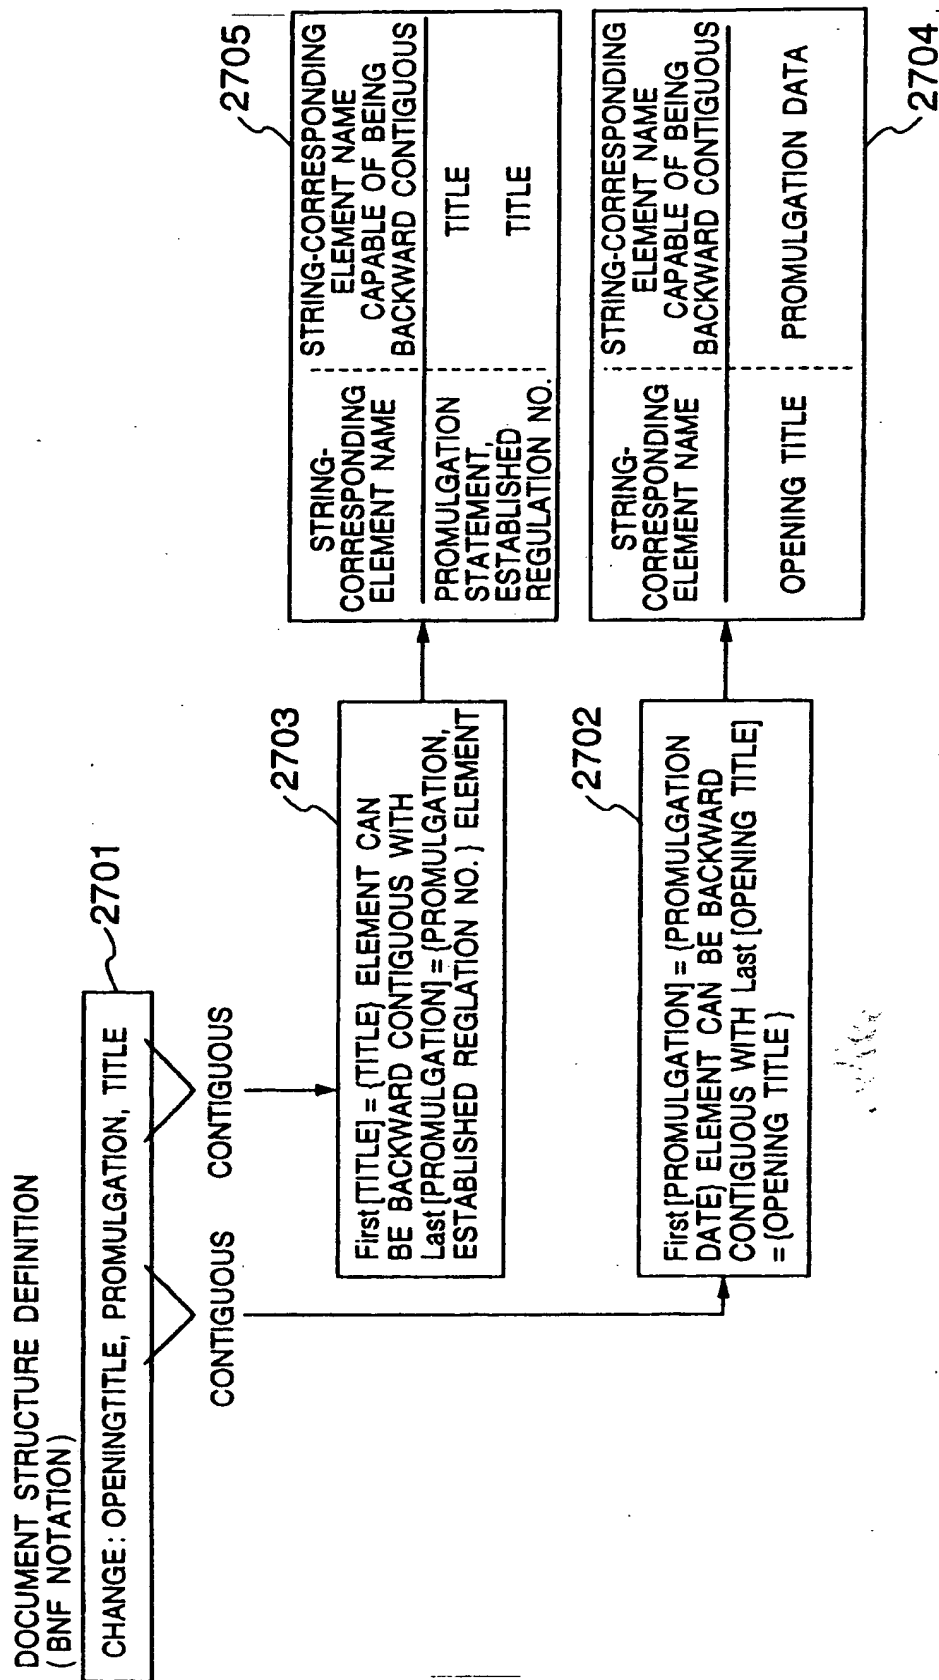 DOCUMENT STRUCTURE DEFINITION
(BNF NOTATION)
CHANGE: OPENINGTITLE, PROMULGATION, TITLE
2701
CONTIGUOUS
CONTIGUOUS
2703
First [TITLE] = {TITLE} ELEMENT CAN
BE BACKWARD CONTIGUOUS WITH
Last [PROMULGATION] = {PROMULGATION,
ESTABLISHED REGLATION NO. } ELEMENT
2702
First [PROMULGATION] = {PROMULGATION
DATE} ELEMENT CAN BE BACKWARD
CONTIGUOUS WITH Last [OPENING TITLE]
= {OPENING TITLE }
2705
STRING-
CORRESPONDING
ELEMENT NAME
STRING-CORRESPONDING
ELEMENT NAME
CAPABLE OF BEING
BACKWARD CONTIGUOUS
PROMULGATION
STATEMENT,
ESTABLISHED
REGULATION NO.
TITLE
TITLE
STRING-
CORRESPONDING
ELEMENT NAME
STRING-CORRESPONDING
ELEMENT NAME
CAPABLE OF BEING
BACKWARD CONTIGUOUS
OPENING TITLE
PROMULGATION DATA
2704